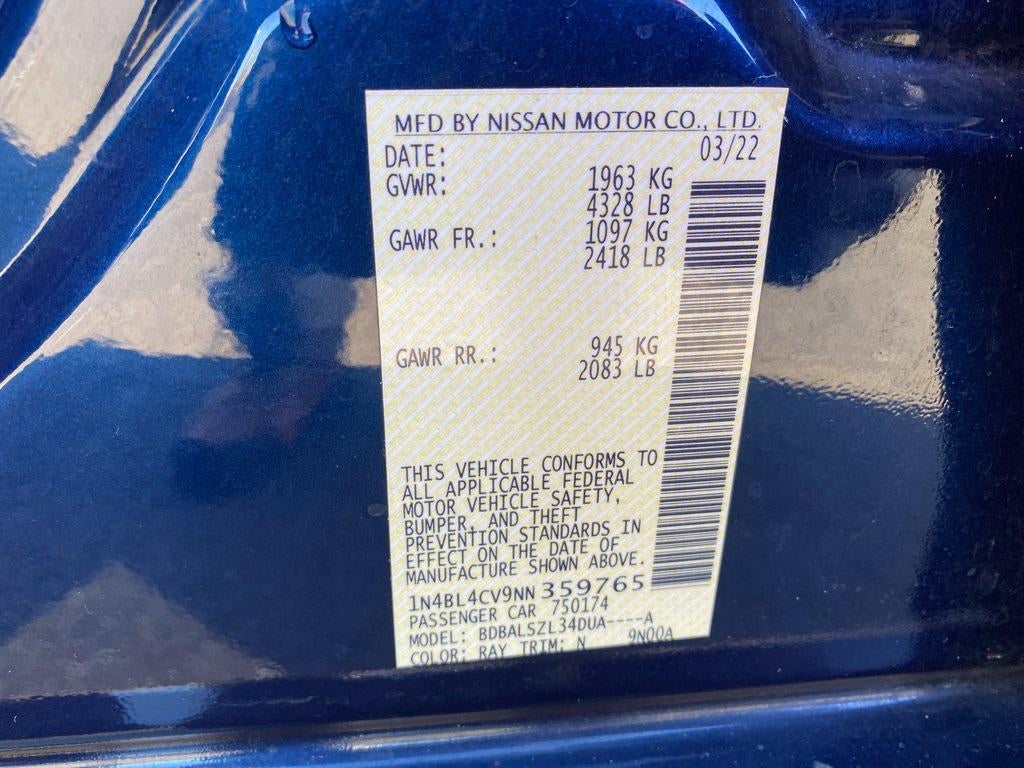 MFD BY NISSAN MOTOR CO., LTD.
DATE: 03/22
GVWR: 1963 KG
4328 LB
GAWR FR.: 1097 KG
2418 LB
GAWR RR.: 945 KG
2083 LB
THIS VEHICLE CONFORMS TO
ALL APPLICABLE FEDERAL
MOTOR VEHICLE SAFETY,
BUMPER, AND THEFT
PREVENTION STANDARDS IN
EFFECT ON THE DATE OF
MANUFACTURE SHOWN ABOVE.
1N4BL4CV9NN359765
PASSENGER CAR 750174
MODEL: BDBALSZL34DUA----A
COLOR: RAY TRIM: N 9N00A